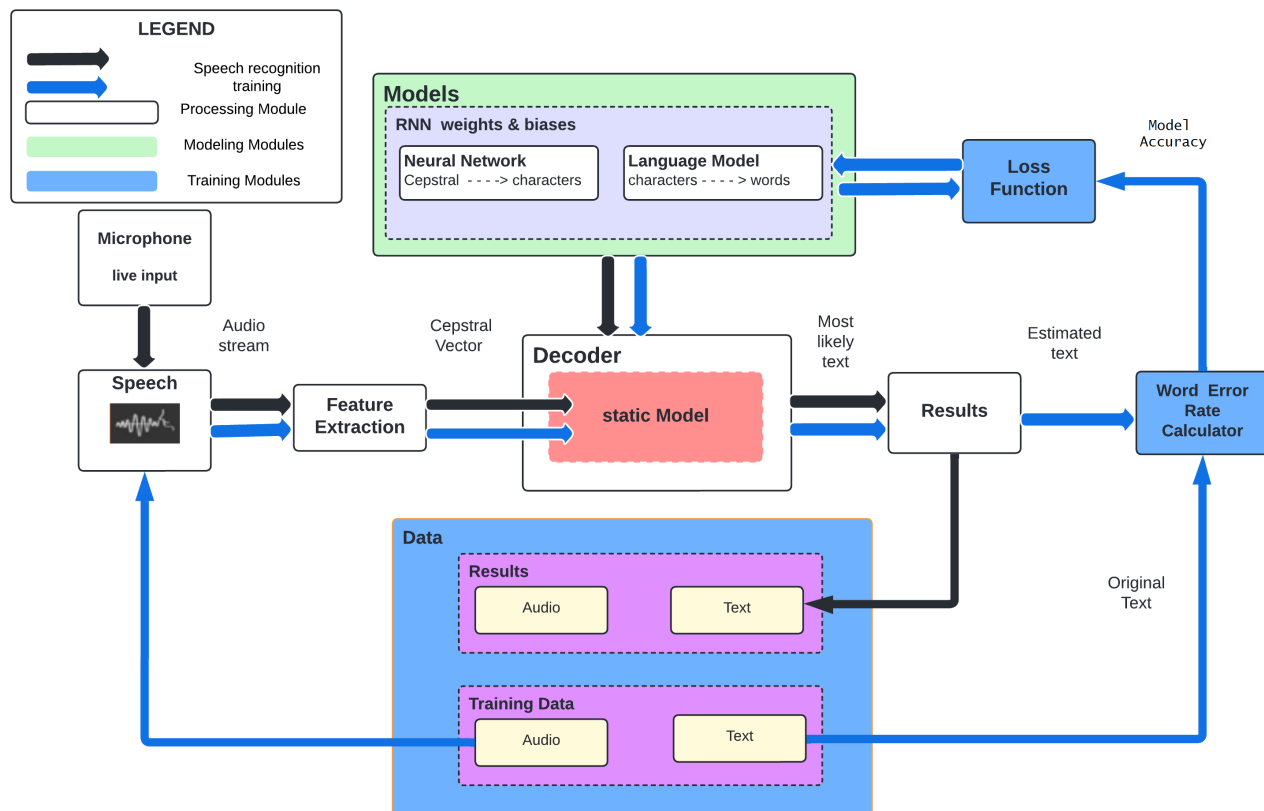 LEGEND
Speech recognition
training
Processing Module
Modeling Modules
Training Modules
Models
RNN weights & biases
Neural Network
Cepstral - - - -> characters
Language Model
characters - - - - > words
Loss
Function
Model
Accuracy
Microphone
live input
Audio
stream
Cepstral
Vector
Most
likely
text
Estimated
text
Speech
Feature
Extraction
Decoder
static Model
Results
Word Error
Rate
Calculator
Data
Results
Audio
Text
Original
Text
Training Data
Audio
Text